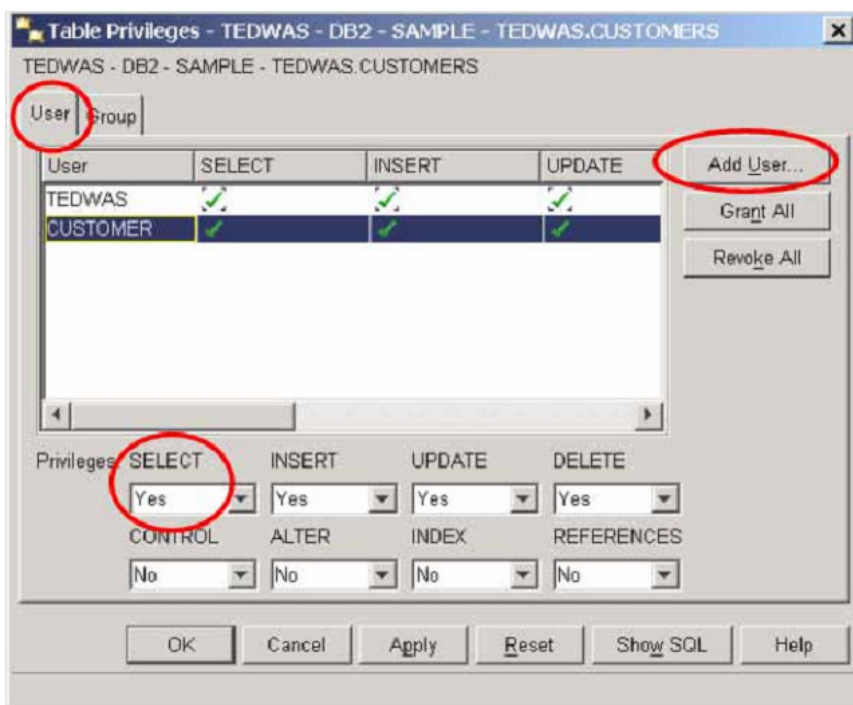 Table Privileges - TEDWAS - DB2 - SAMPLE - TEDWAS.CUSTOMERS
TEDWAS - DB2 - SAMPLE - TEDWAS.CUSTOMERS
User Group
User SELECT INSERT UPDATE
TEDWAS
CUSTOMER
Add User...
Grant All
Revoke All
Privileges: SELECT INSERT UPDATE DELETE
Yes Yes Yes Yes
CONTROL ALTER INDEX REFERENCES
No No No No
OK Cancel Apply Reset Show SQL Help